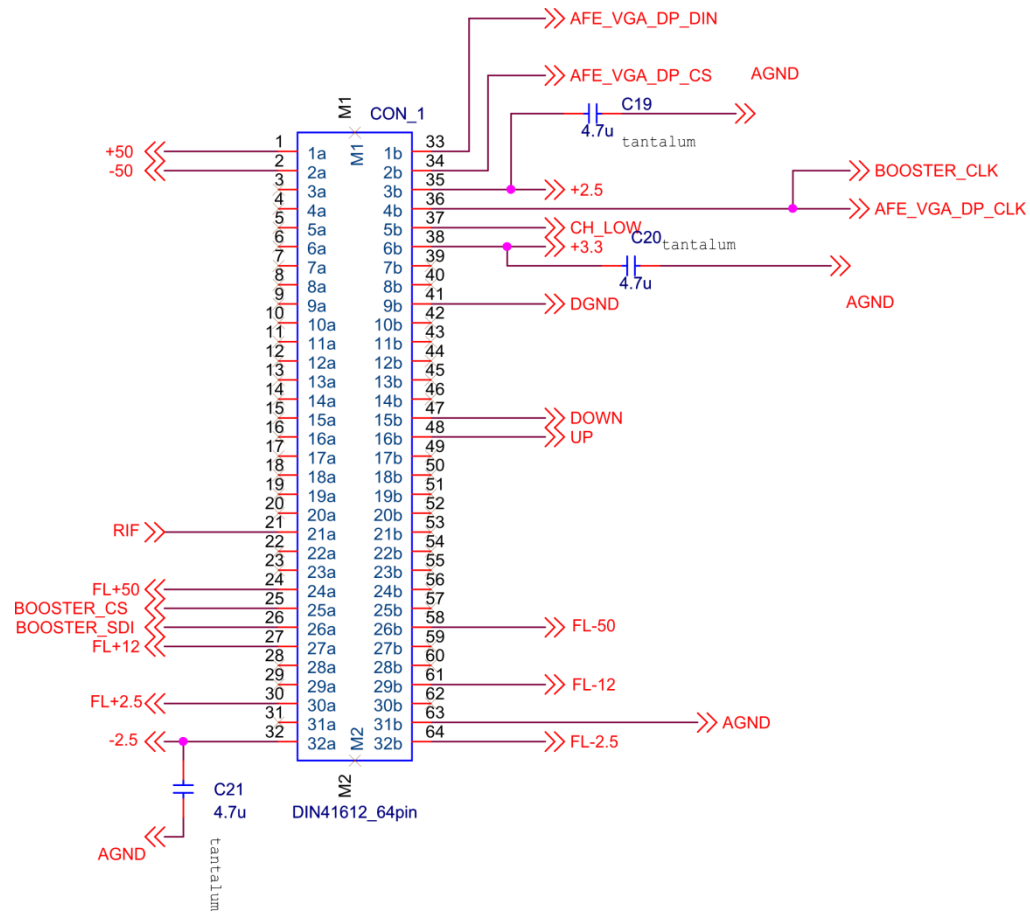 AFE_VGA_DP_DIN
AFE_VGA_DP_CS AGND
M1 CON_1 C19
4.7u
tantalum
+50 1 1a M1 1b 33
-50 2 2a 2b 34
3 3a 3b 35 +2.5
BOOSTER_CLK
4 4a 4b 36 AFE_VGA_DP_CLK
5 5a 5b 37 CH_LOW
C20 tantalum
6 6a 6b 38 +3.3
7 7a 7b 39
4.7u
8 8a 8b 40
9 9a 9b 41 DGND AGND
10 10a 10b 42
11 11a 11b 43
12 12a 12b 44
13 13a 13b 45
14 14a 14b 46
15 15a 15b 47 DOWN
16 16a 16b 48 UP
17 17a 17b 49
18 18a 18b 50
19 19a 19b 51
20 20a 20b 52
RIF 21 21a 21b 53
22 22a 22b 54
23 23a 23b 55
FL+50 24 24a 24b 56
BOOSTER_CS 25 25a 25b 57
BOOSTER_SDI 26 26a 26b 58 FL-50
FL+12 27 27a 27b 59
28 28a 28b 60
29 29a 29b 61 FL-12
FL+2.5 30 30a 30b 62
31 31a 31b 63 AGND
-2.5 32 32a M2 32b 64 FL-2.5
M2
C21
4.7u DIN41612_64pin
AGND
tantalum